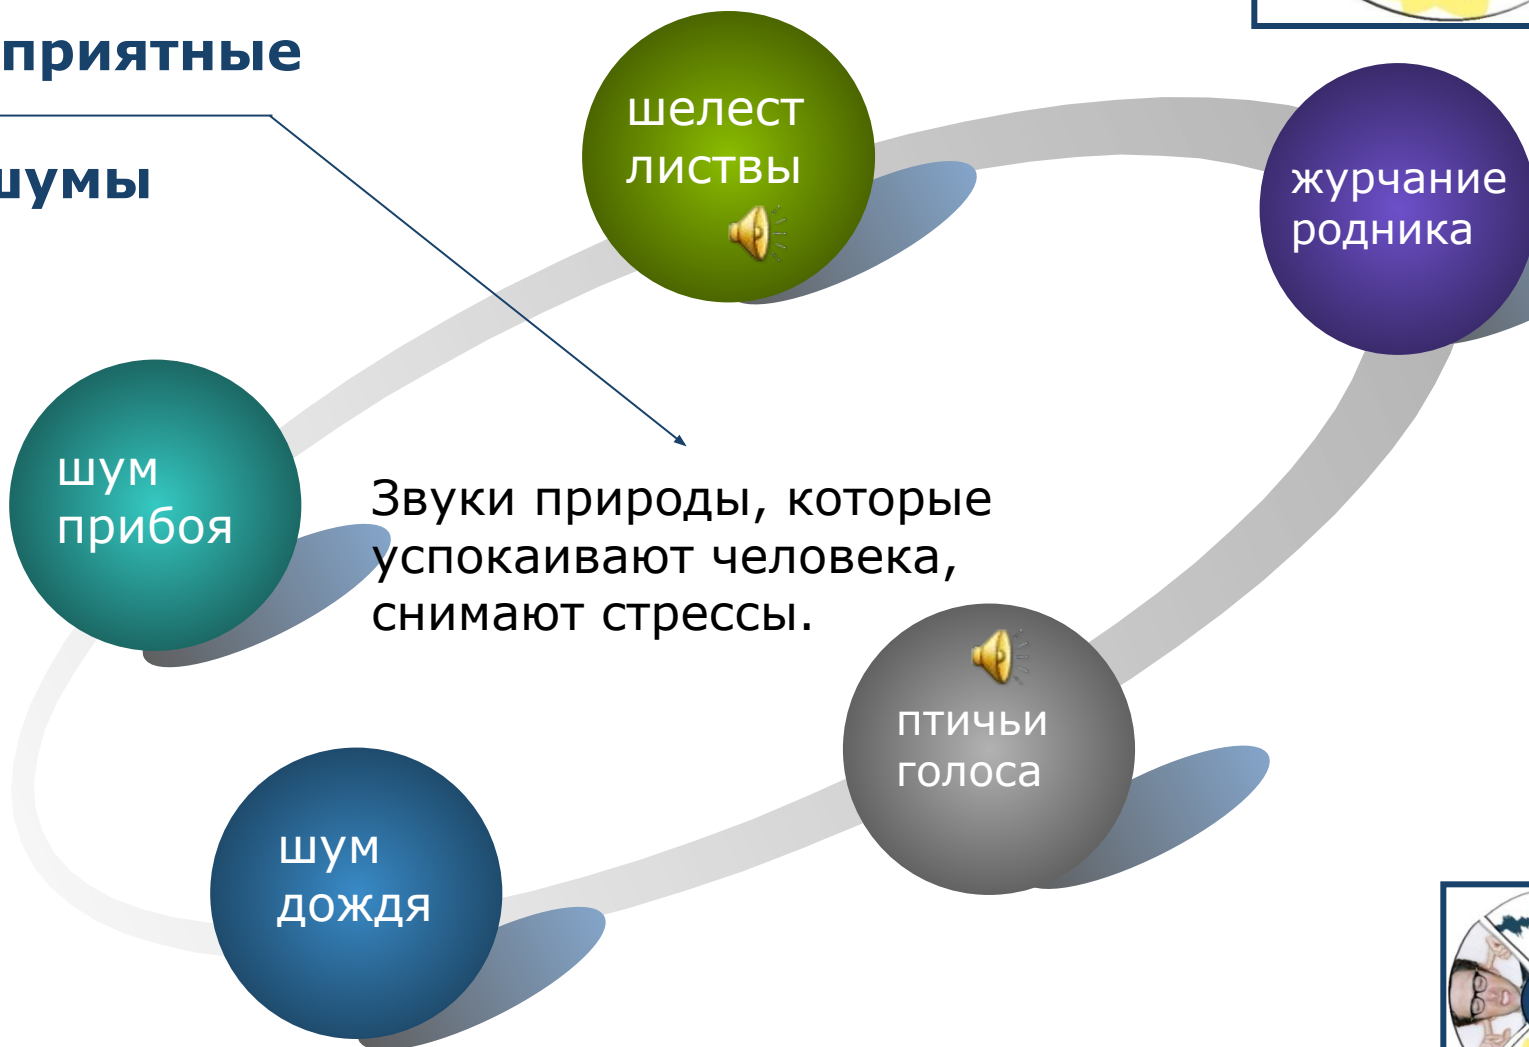 приятные
шумы
шелест
листвы
журчание
родника
шум
прибоя
Звуки природы, которые
успокаивают человека,
снимают стрессы.
птичьи
голоса
шум
дождя